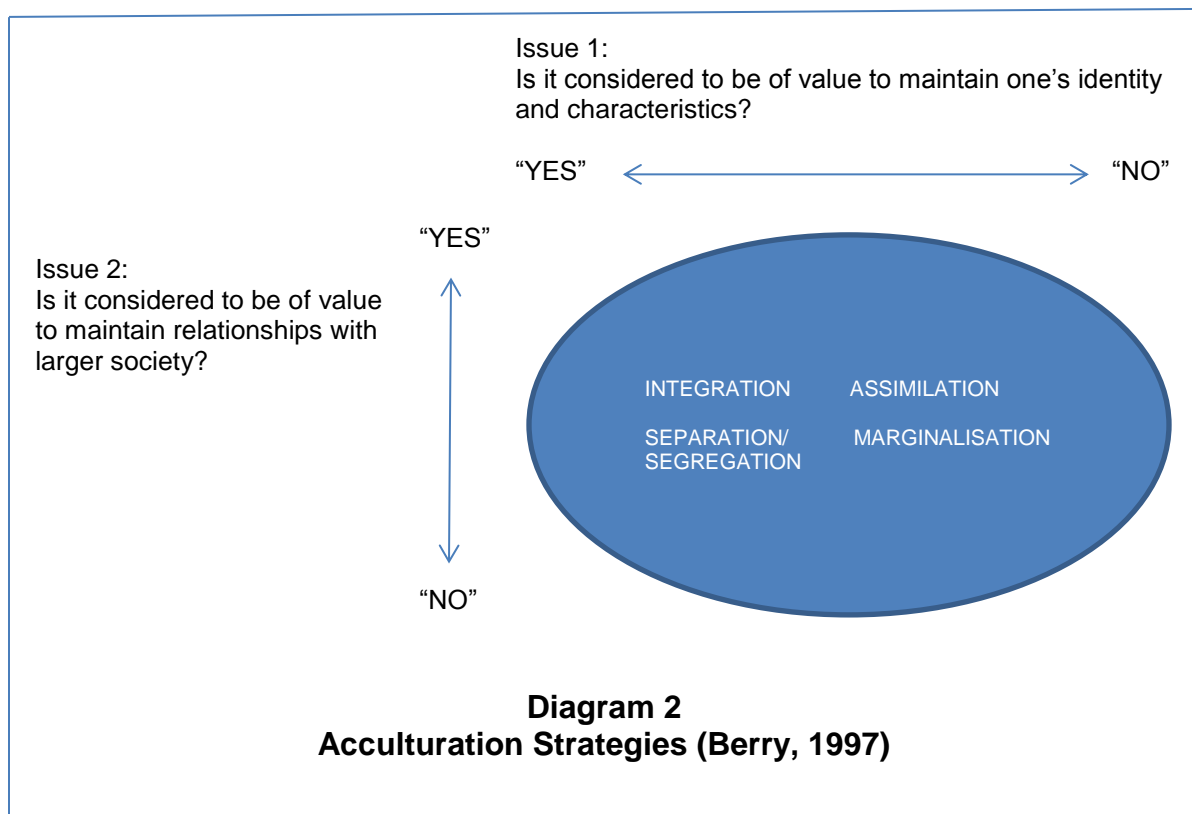 Issue 1:
Is it considered to be of value to maintain one’s identity
and characteristics?
“YES” “NO”
“YES”
Issue 2:
Is it considered to be of value
to maintain relationships with
larger society?
INTEGRATION ASSIMILATION
SEPARATION/ MARGINALISATION
SEGREGATION
“NO”
Diagram 2
Acculturation Strategies (Berry, 1997)